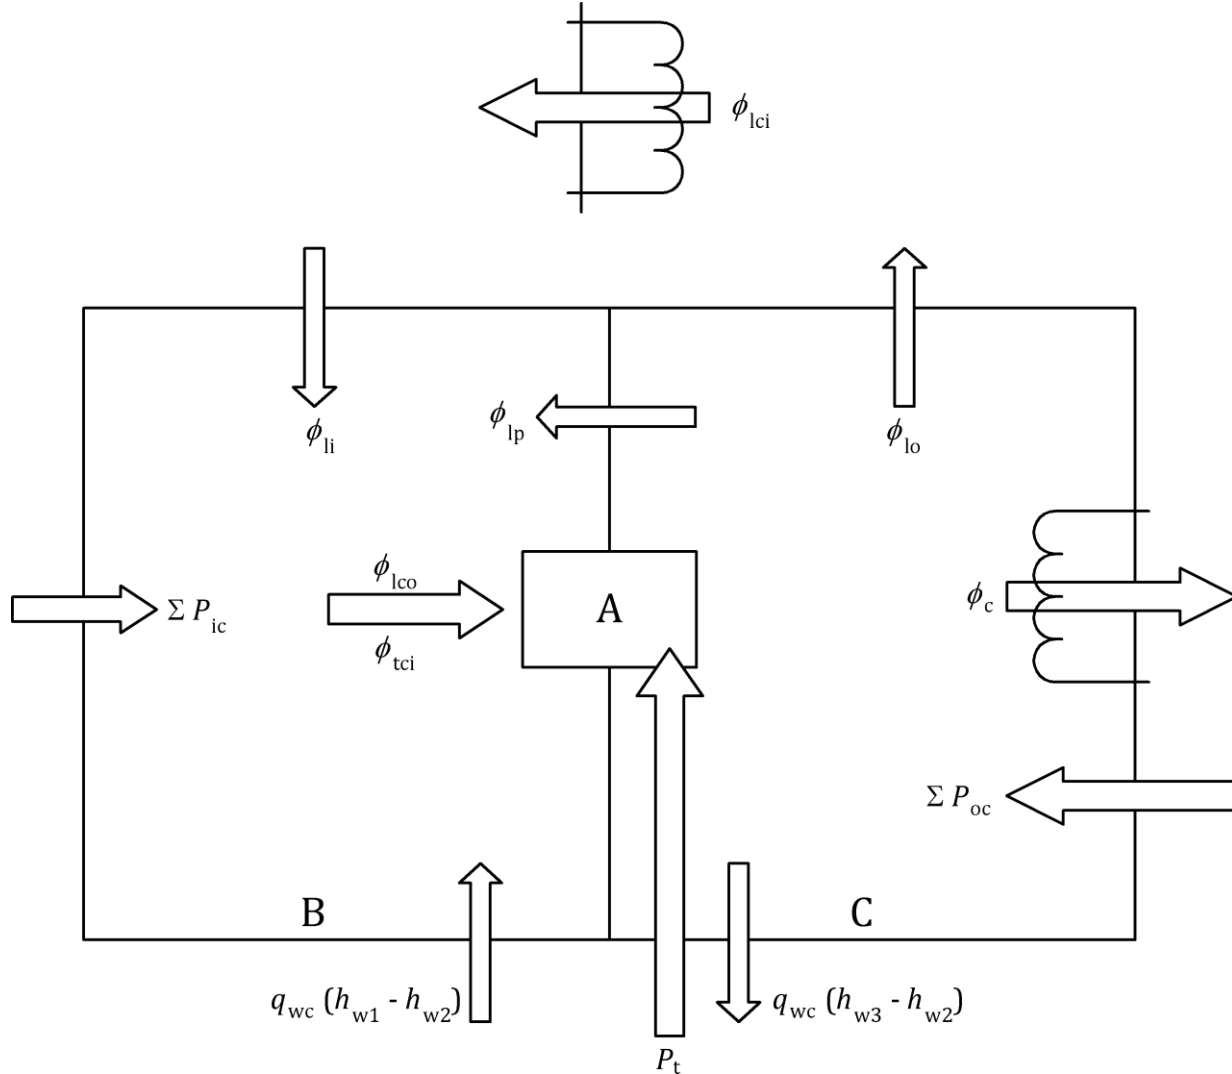 ϕlci
ϕli
ϕlp
ϕlo
ϕlco
A
Σ Pic
ϕtci
ϕc
Σ Poc
B
C
qwc (hw1 - hw2)
qwc (hw3 - hw2)
Pt